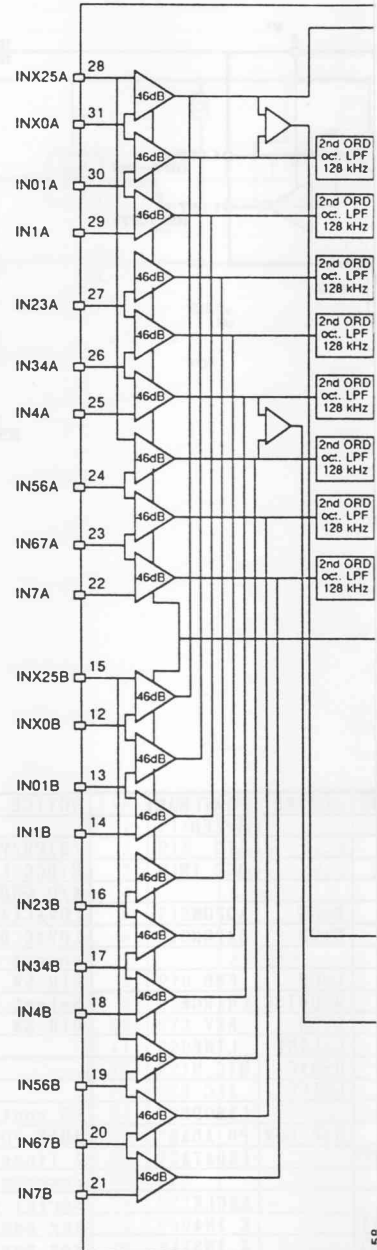 28
INX25A
46dB
31
INX0A
46dB
2nd ORD
oct. LPF
128 kHz
30
IN01A
46dB
2nd ORD
oct. LPF
128 kHz
29
IN1A
46dB
2nd ORD
oct. LPF
128 kHz
27
IN23A
46dB
2nd ORD
oct. LPF
128 kHz
26
IN34A
46dB
2nd ORD
oct. LPF
128 kHz
25
IN4A
46dB
2nd ORD
oct. LPF
128 kHz
24
IN56A
46dB
2nd ORD
oct. LPF
128 kHz
23
IN67A
46dB
2nd ORD
oct. LPF
128 kHz
22
IN7A
15
INX25B
46dB
12
INX0B
46dB
13
IN01B
46dB
14
IN1B
46dB
16
IN23B
46dB
17
IN34B
46dB
18
IN4B
46dB
19
IN56B
46dB
20
IN67B
46dB
21
IN7B
58